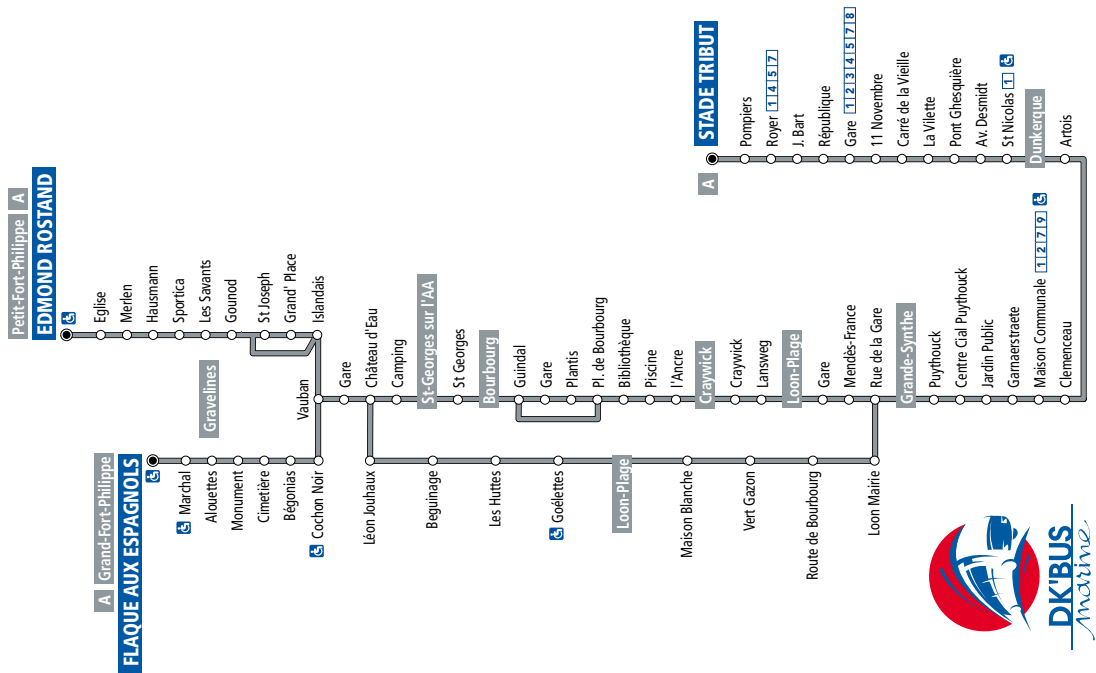 Petit-Fort-Philippe A
EDMOND ROSTAND
Eglise
Merlen
Hausmann
Sportica
Les Savants
Gounod
St Joseph
Grand' Place
Islandais
Gravelines
A Grand-Fort-Philippe
FLAQUE AUX ESPAGNOLS
Marchal
Alouettes
Monument
Cimetière
Bégonias
Cochon Noir
Vauban
Gare
Château d'Eau
Camping
St-Georges sur l'AA
St Georges
Bourbourg
Guindal
Gare
Plantis
Pl. de Bourbourg
Bibliothèque
Piscine
l'Ancre
Craywick
Craywick
Lansweg
Loon-Plage
Gare
Mendès-France
Rue de la Gare
Léon Jouhaux
Beguinage
Les Huttes
Goélettes
Loon-Plage
Maison Blanche
Vert Gazon
Route de Bourbourg
Loon Mairie
Grande-Synthe
Puythouck
Centre Cial Puythouck
Jardin Public
Garnaerstraete
Maison Communale 1 2 7 9
Clemenceau
Artois
Dunkerque
St Nicolas 1
Av. Desmidt
Pont Ghesquière
La Vilette
Carré de la Vieille
11 Novembre
Gare 1 2 3 4 5 7 8
République
J. Bart
Royer 1 4 5 7
Pompiers
A
STADE TRIBUT
DK'BUS
marine